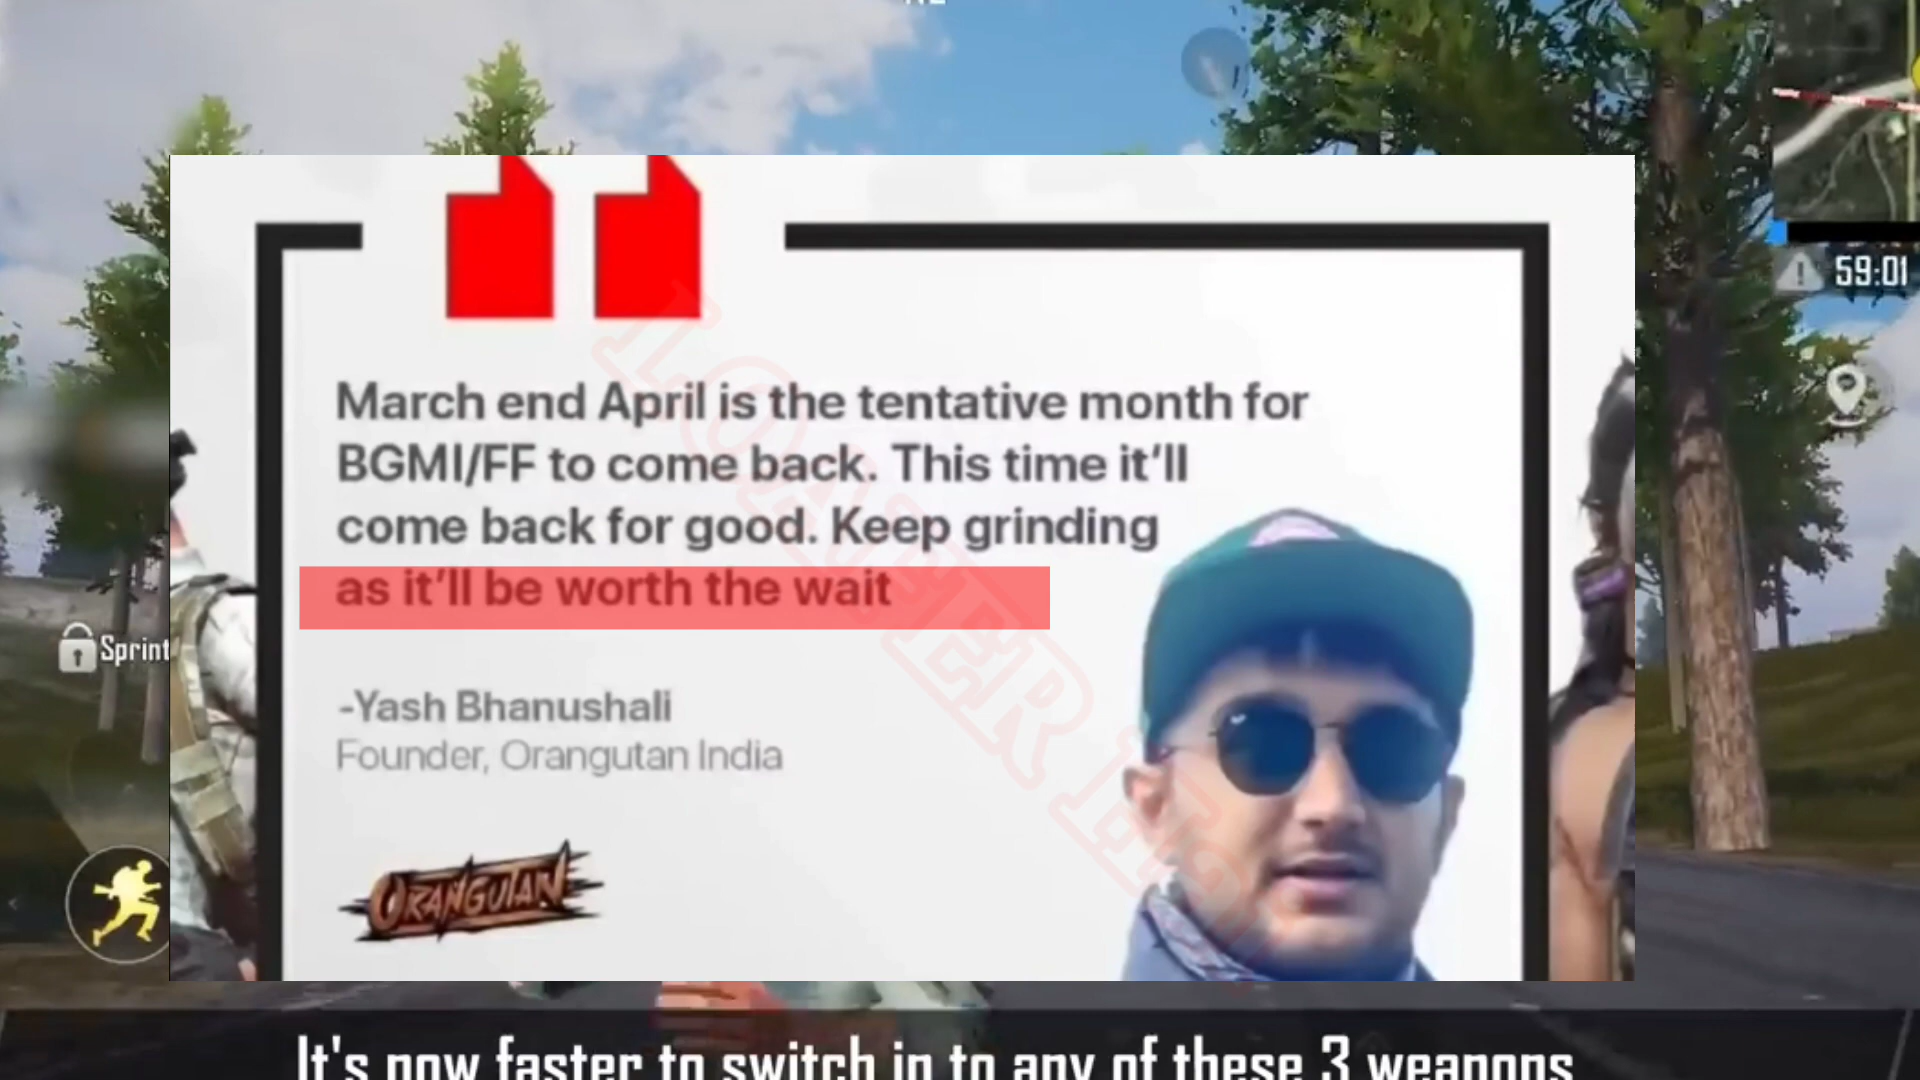 59:01
March end April is the tentative month for
BGMI/FF to come back. This time it'll
come back for good. Keep grinding
as it'll be worth the wait
Sprint
-Yash Bhanushali
Founder, Orangutan India
ORANGUTAN
It's now faster to switch in to any of these 3 weapons